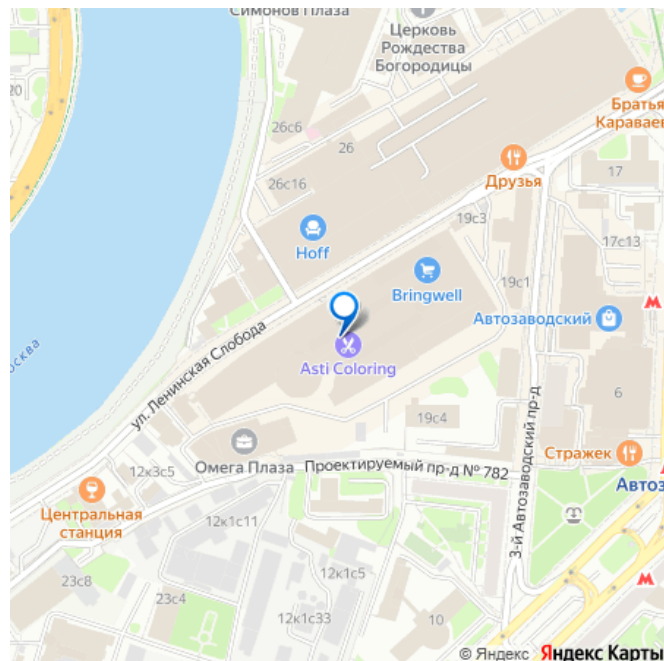 Симонов Плаза
Церковь
Рождества
Богородицы
20
26с6
26
26с16
Братья
Караваев
Друзья
17
19с3
17с13
Hoff
Bringwell
19с1
Автозаводский
ул. Ленинская Слобода
Asti Coloring
6
19с4
3-й Автозаводский пр-д
Омега Плаза
Проектируемый пр-д № 782
Стражек
12к3с5
Автоз
Центральная
станция
12к1с11
12к1с5
23с8
23с4
12к1с33
10
© Яндекс Яндекс Карты